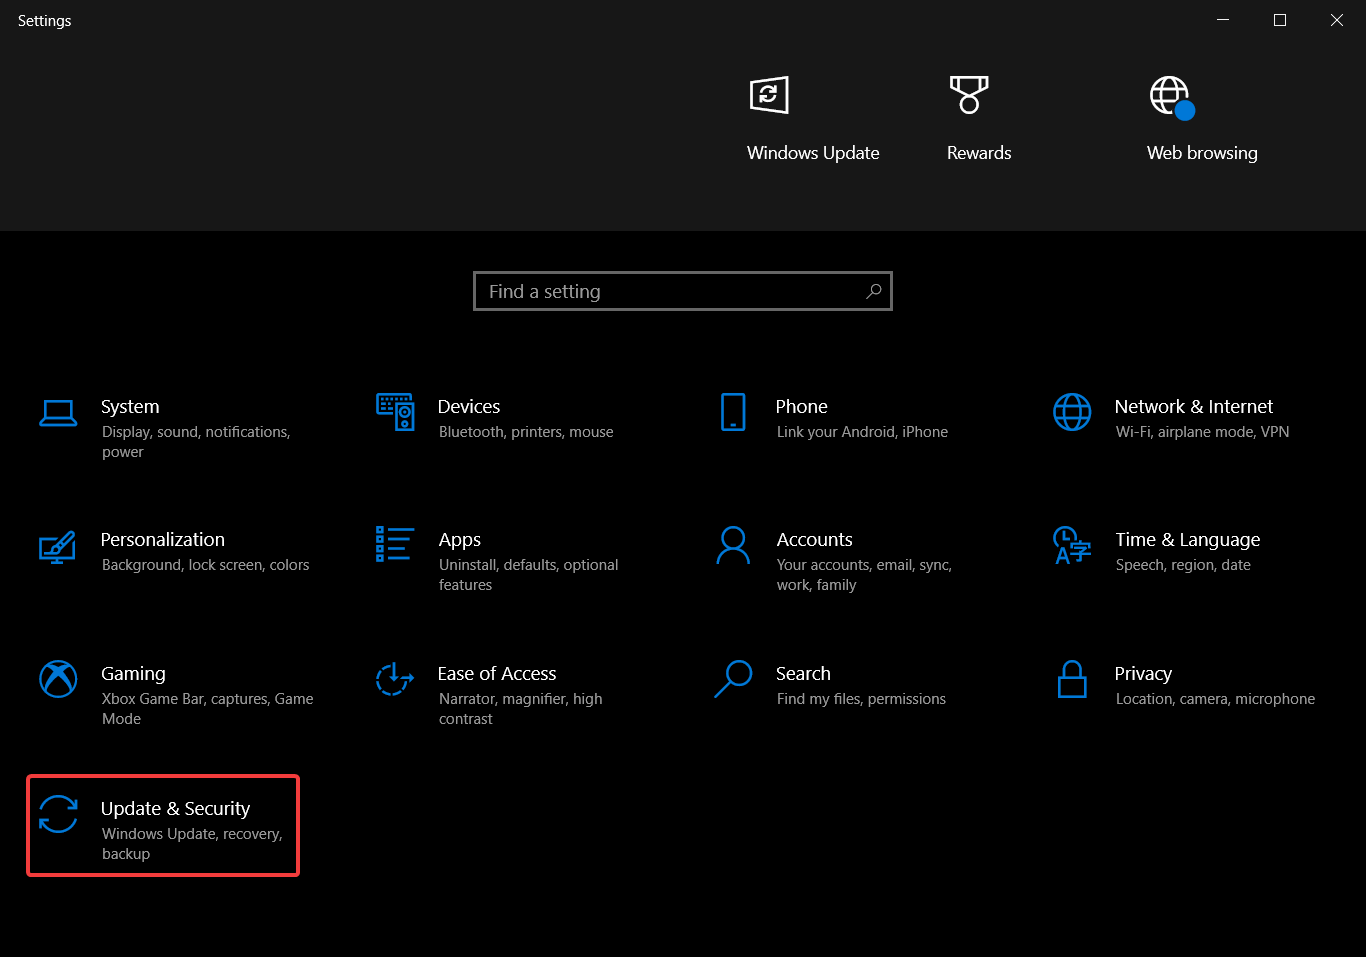 Settings
Windows Update
Rewards
Web browsing
Find a setting
System
Display, sound, notifications,
power
Devices
Bluetooth, printers, mouse
Phone
Link your Android, iPhone
Network & Internet
Wi-Fi, airplane mode, VPN
Personalization
Background, lock screen, colors
Apps
Uninstall, defaults, optional
features
Accounts
Your accounts, email, sync,
work, family
Time & Language
Speech, region, date
Gaming
Xbox Game Bar, captures, Game
Mode
Ease of Access
Narrator, magnifier, high
contrast
Search
Find my files, permissions
Privacy
Location, camera, microphone
Update & Security
Windows Update, recovery,
backup